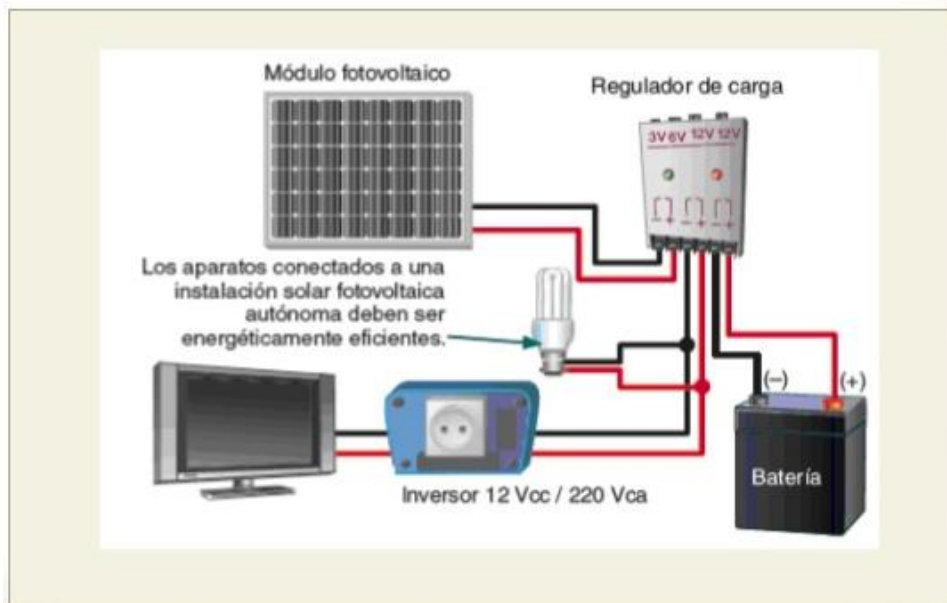 Módulo fotovoltaico
Regulador de carga
3V 6V 12V 12V
Los aparatos conectados a una
instalación solar fotovoltaica
autónoma deben ser
energéticamente eficientes.
(–) (+)
Batería
Inversor 12 Vcc / 220 Vca